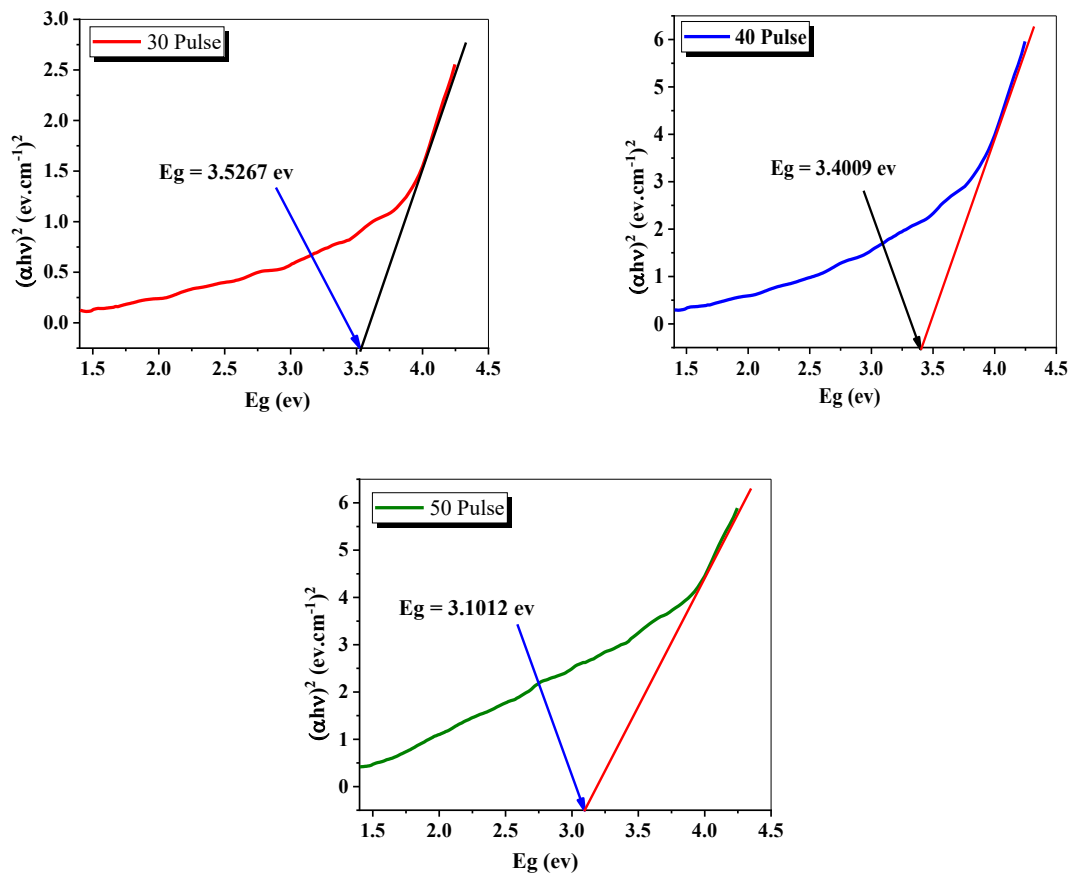 30 Pulse
3.0
2.5
2.0
1.5
1.0
0.5
0.0
(αhν)² (ev.cm⁻¹)²
Eg = 3.5267 ev
1.5 2.0 2.5 3.0 3.5 4.0 4.5
Eg (ev)
40 Pulse
6
5
4
3
2
1
0
(αhν)² (ev.cm⁻¹)²
Eg = 3.4009 ev
1.5 2.0 2.5 3.0 3.5 4.0 4.5
Eg (ev)
50 Pulse
6
5
4
3
2
1
0
(αhν)² (ev.cm⁻¹)²
Eg = 3.1012 ev
1.5 2.0 2.5 3.0 3.5 4.0 4.5
Eg (ev)